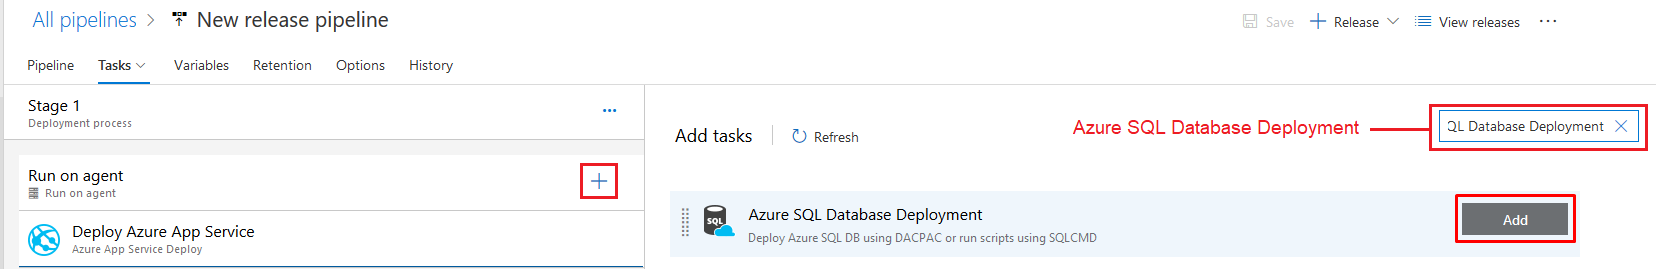 All pipelines > New release pipeline
Save + Release View releases ...
Pipeline Tasks Variables Retention Options History
Stage 1
Deployment process
...
Run on agent
Run on agent
Deploy Azure App Service
Azure App Service Deploy
Add tasks
Refresh
Azure SQL Database Deployment
QL Database Deployment
SQL
Azure SQL Database Deployment
Deploy Azure SQL DB using DACPAC or run scripts using SQLCMD
Add